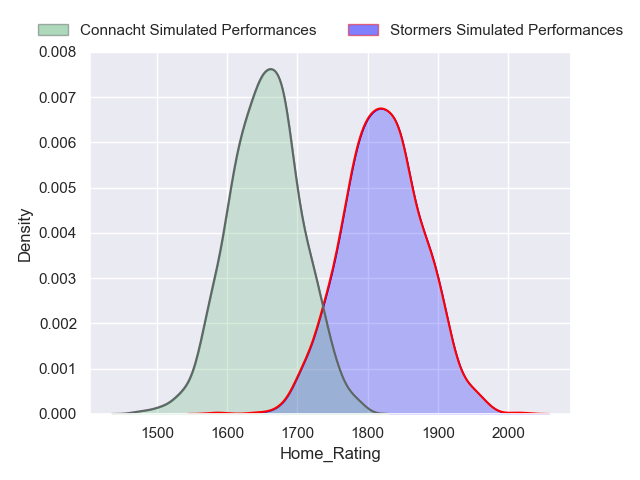 Connacht Simulated Performances
Stormers Simulated Performances
0.008
0.007
0.006
0.005
0.004
0.003
0.002
0.001
0.000
Density
1500 1600 1700 1800 1900 2000
Home_Rating